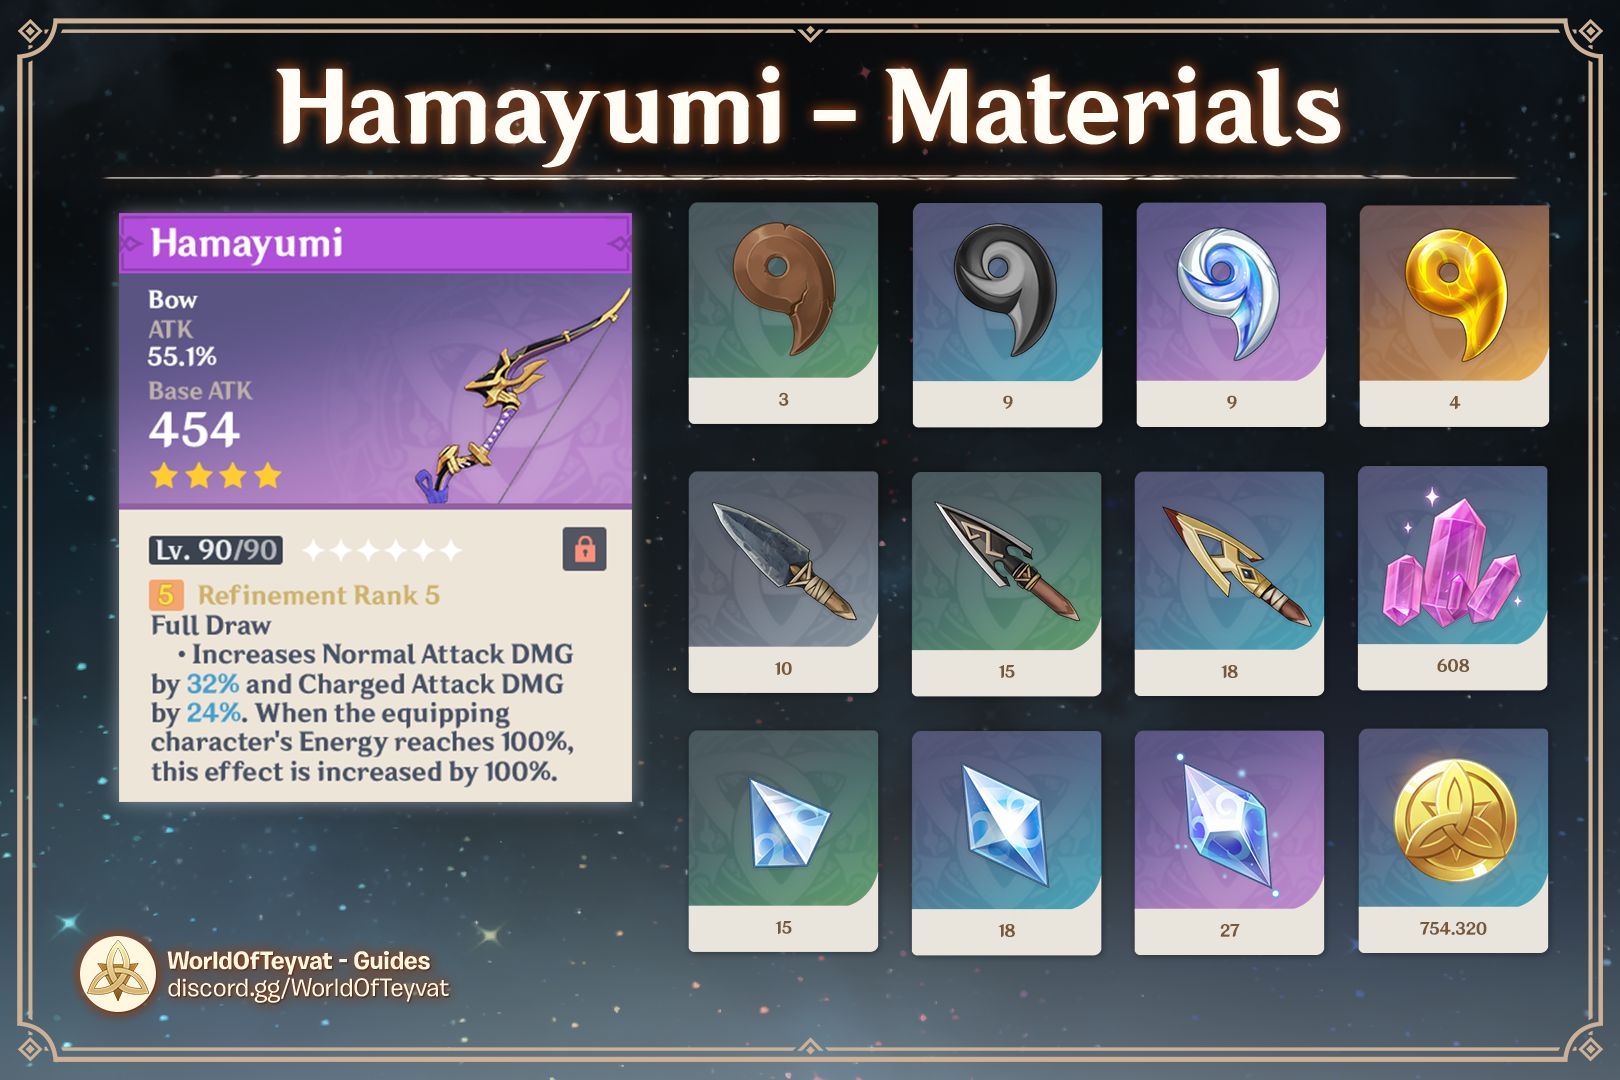 Hamayumi - Materials
Hamayumi
Bow
ATK
55.1%
Base ATK
454
Lv. 90/90
5 Refinement Rank 5
Full Draw
• Increases Normal Attack DMG
by 32% and Charged Attack DMG
by 24%. When the equipping
character's Energy reaches 100%,
this effect is increased by 100%.
3
9
9
4
10
15
18
608
15
18
27
754.320
WorldOfTeyvat - Guides
discord.gg/WorldOfTeyvat